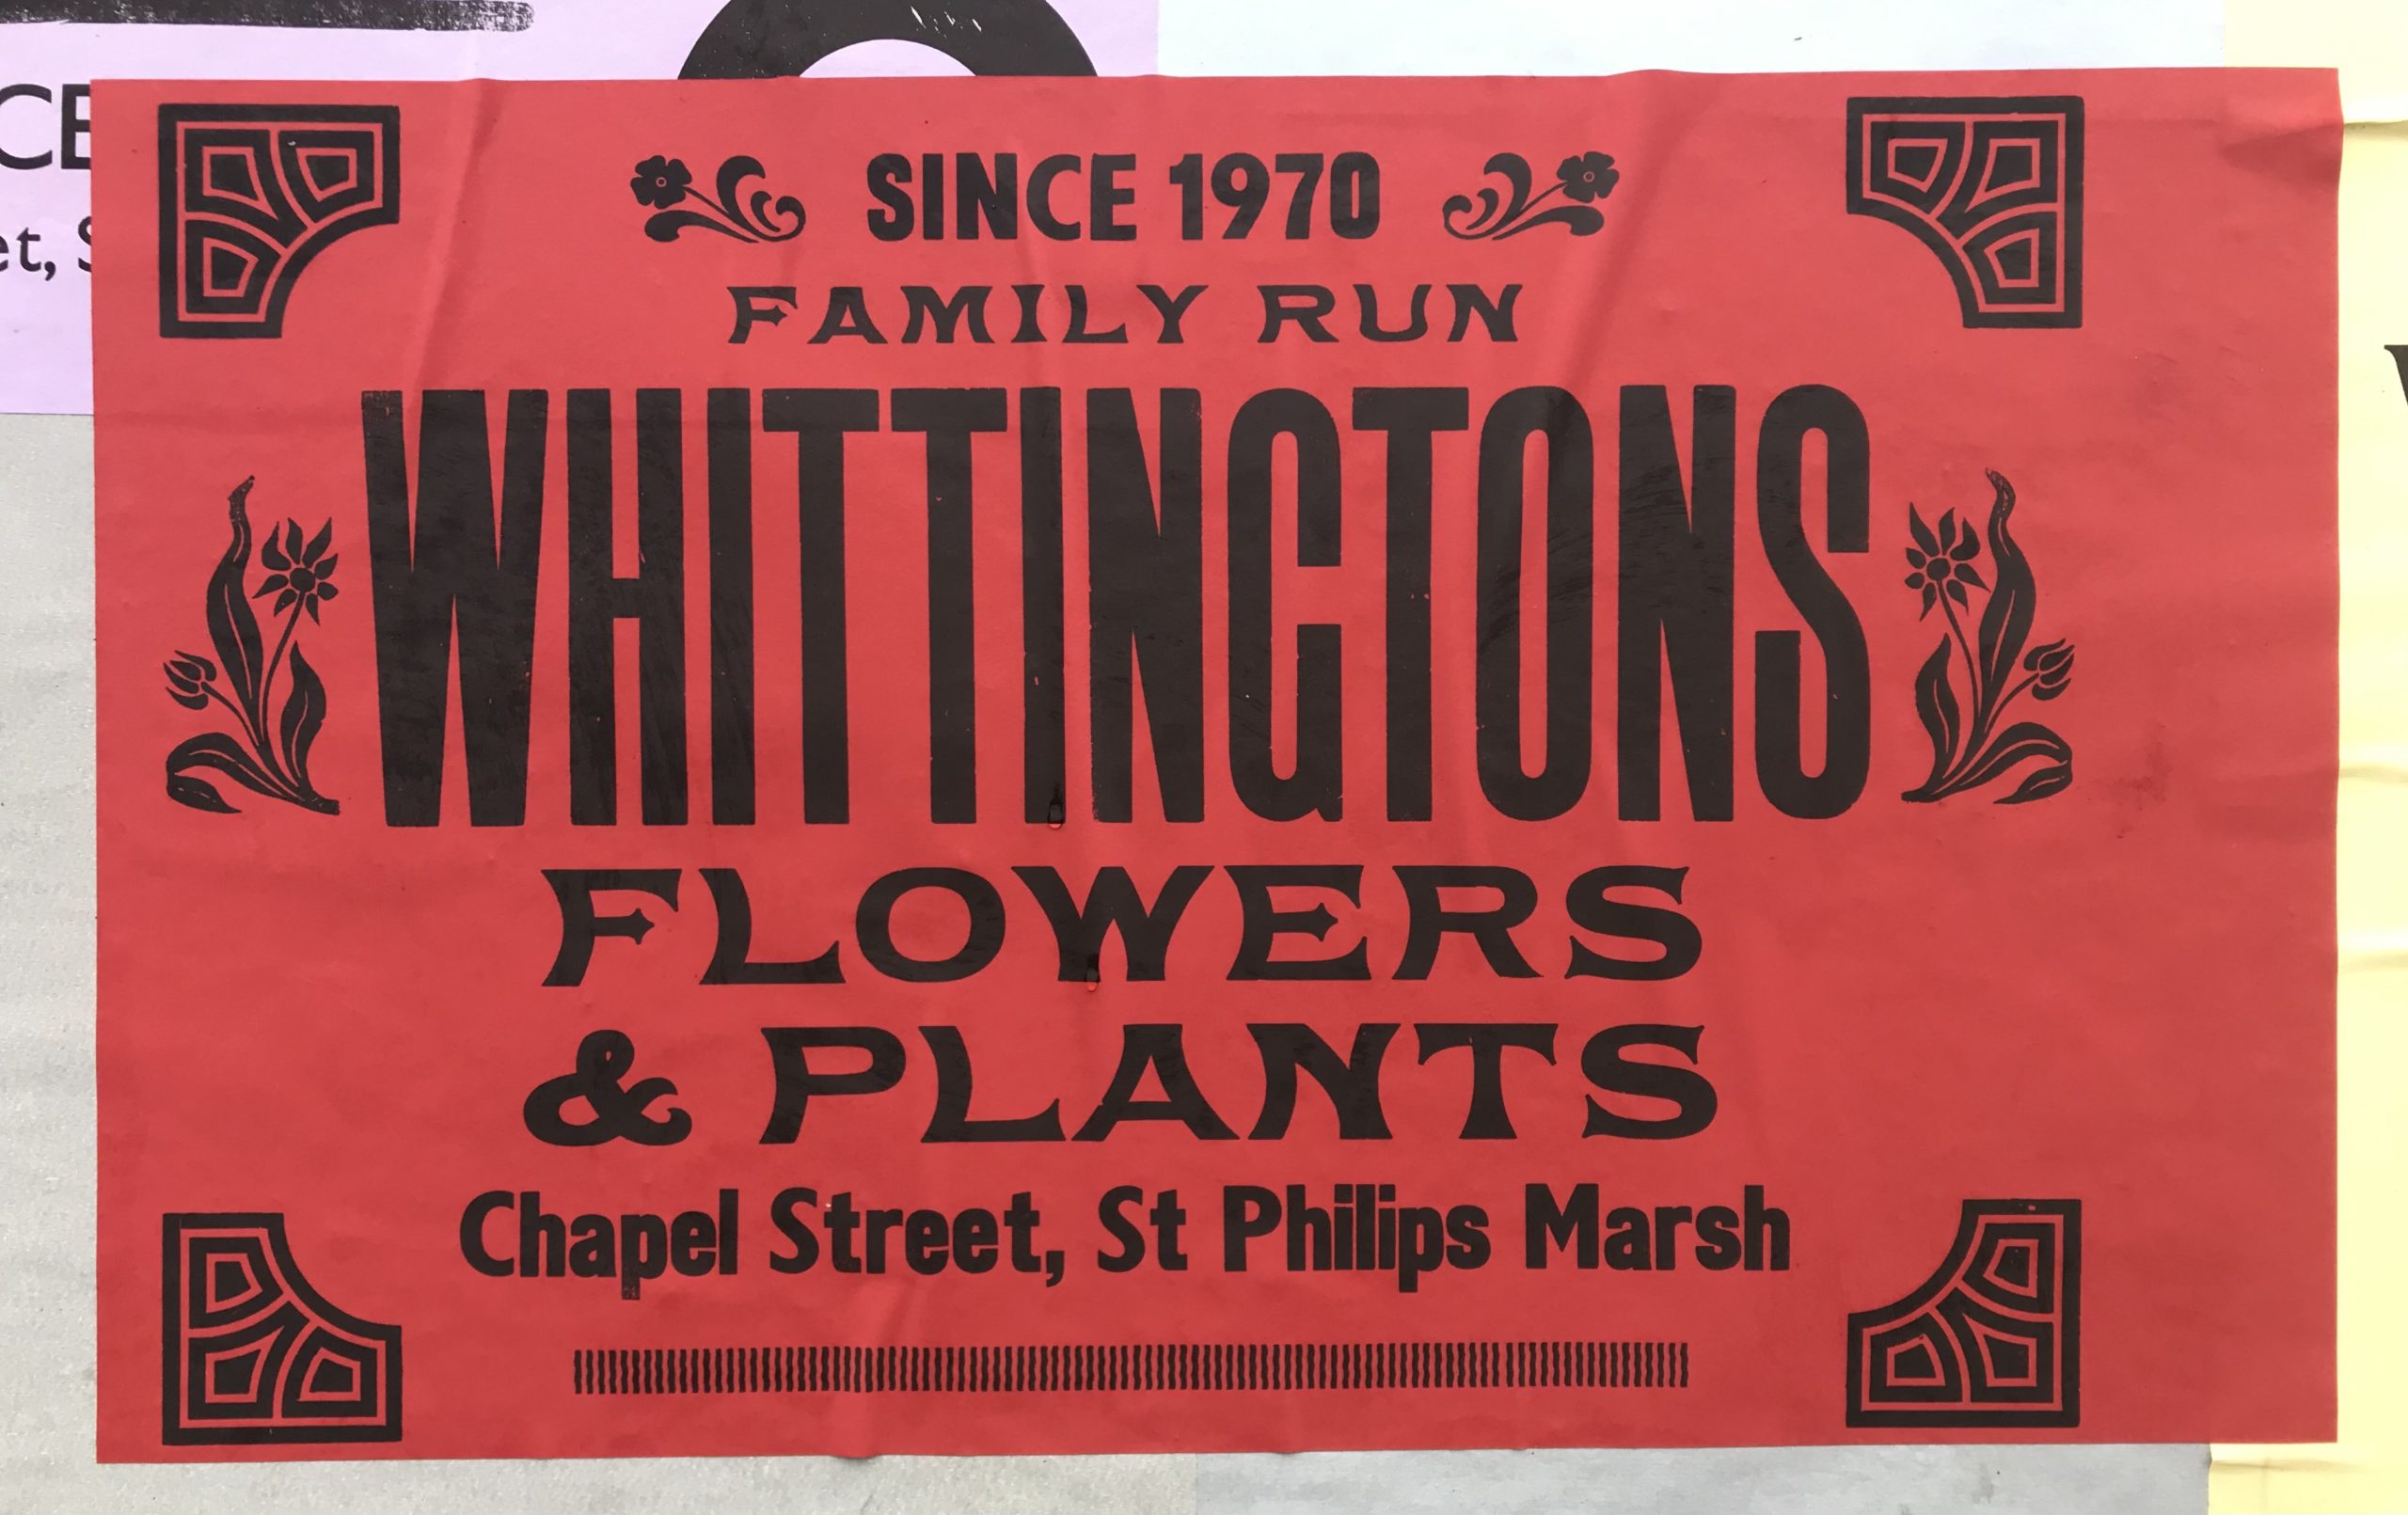 SINCE 1970
FAMILY RUN
WHITTINGTONS
FLOWERS
& PLANTS
Chapel Street, St Philips Marsh